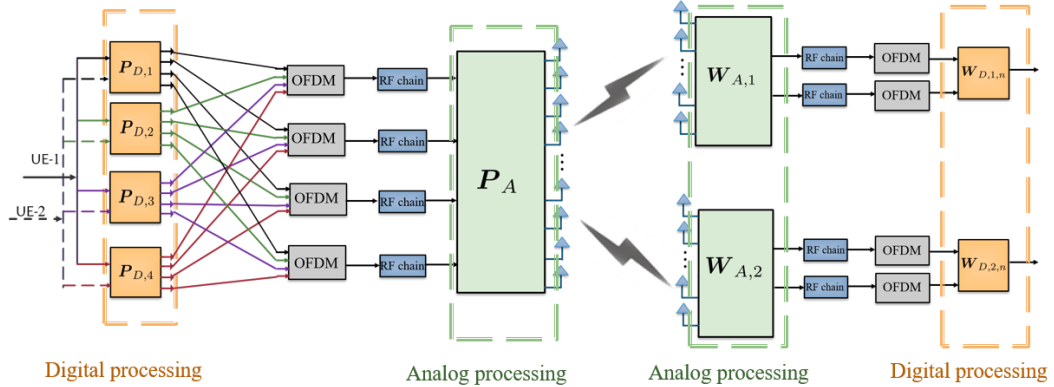 UE-1
UE-2
P_{D,1}
P_{D,2}
P_{D,3}
P_{D,4}
OFDM
OFDM
OFDM
OFDM
RF chain
RF chain
RF chain
RF chain
P_A
W_{A,1}
RF chain
RF chain
OFDM
OFDM
W_{D,1,n}
W_{A,2}
RF chain
RF chain
OFDM
OFDM
W_{D,2,n}
Digital processing
Analog processing
Analog processing
Digital processing